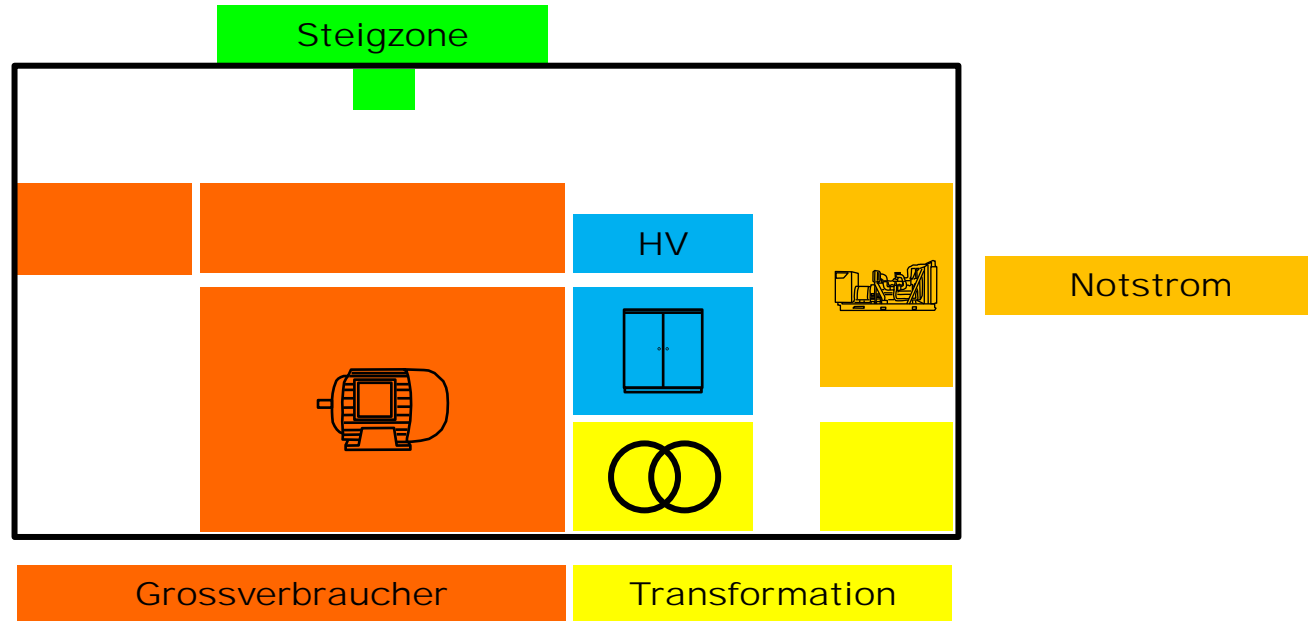 Steigzone
HV
Notstrom
Grossverbraucher
Transformation